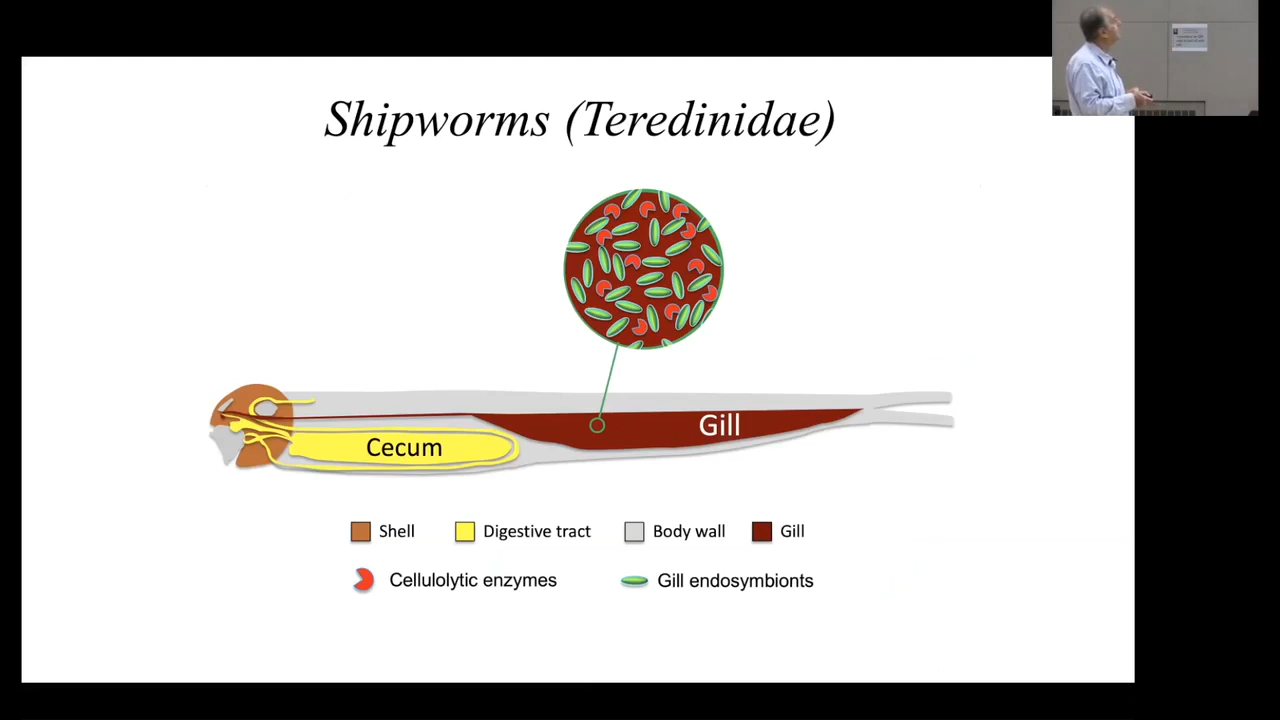 Shipworms (Teredinidae)
Gill
Cecum
Shell Digestive tract Body wall Gill
Cellulolytic enzymes Gill endosymbionts